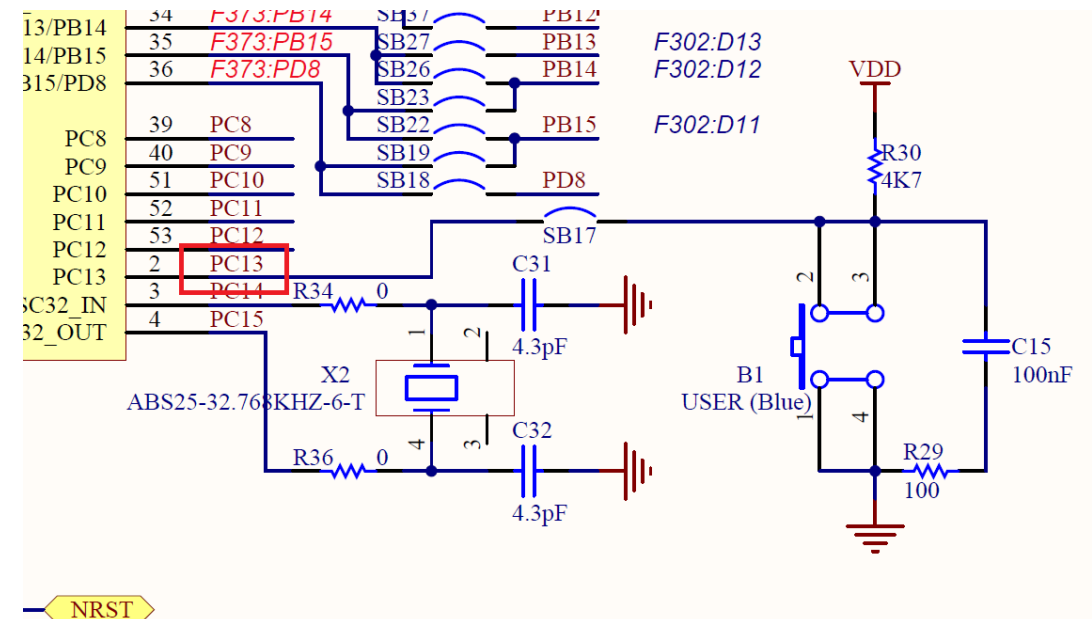 34 F373:PB14 SB37 PB12
13/PB14
35 F373:PB15 SB27 PB13 F302:D13
14/PB15
36 F373:PD8 SB26 PB14 F302:D12 VDD
B15/PD8
SB23
39 PC8 SB22 PB15 F302:D11
PC8
40 PC9 SB19 R30
PC9
51 PC10 SB18 PD8 4K7
PC10
52 PC11
PC11 SB17
53 PC12
PC12
2 PC13 C31 2 3
PC13
3 PC14 R34 0
SC32_IN
4 PC15 1 2 4.3pF
32_OUT
X2 B1 C15
ABS25-32.768KHZ-6-T USER (Blue) 100nF
4 3 C32 1 4
R36 0 R29
4.3pF 100
NRST